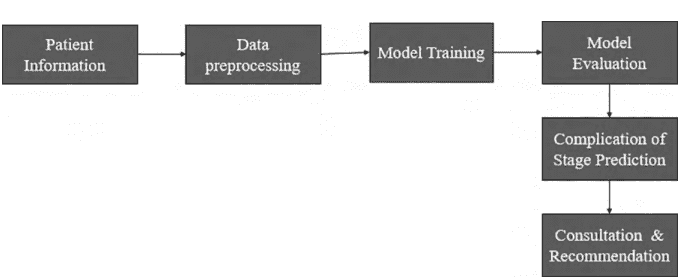 Patient
Information
Data
preprocessing
Model Training
Model
Evaluation
Complication of
Stage Prediction
Consultation &
Recommendation